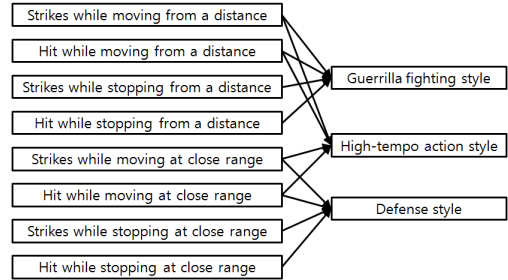 Strikes while moving from a distance
Hit while moving from a distance
Strikes while stopping from a distance
Hit while stopping from a distance
Strikes while moving at close range
Hit while moving at close range
Strikes while stopping at close range
Hit while stopping at close range
Guerrilla fighting style
High-tempo action style
Defense style